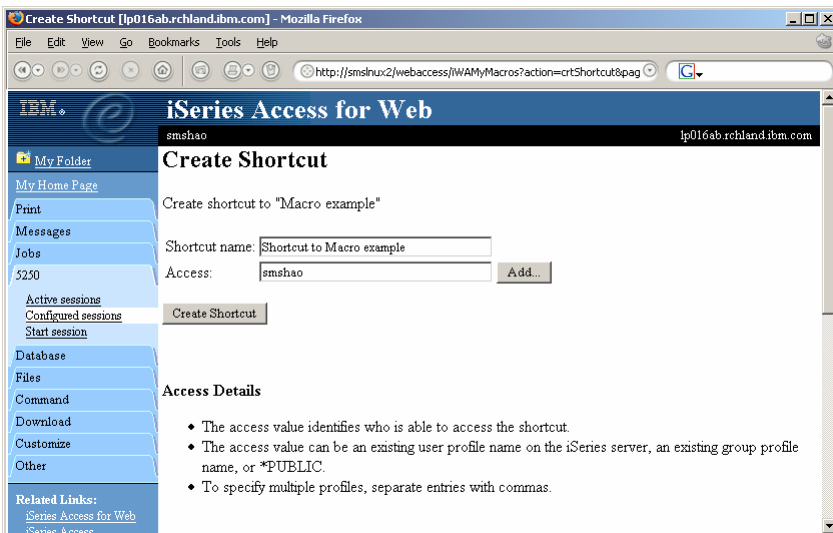 Create Shortcut [lp016ab.rchland.ibm.com] - Mozilla Firefox
File Edit View Go Bookmarks Tools Help
http://smslnux2/webaccess/iWAMyMacros?action=crtShortcut&pag
G
IBM
e
iSeries Access for Web
smshao lp016ab.rchland.ibm.com
My Folder
My Home Page
Print
Messages
Jobs
5250
Active sessions
Configured sessions
Start session
Database
Files
Command
Download
Customize
Other
Related Links:
iSeries Access for Web
iSeries Access
Create Shortcut
Create shortcut to "Macro example"
Shortcut name: Shortcut to Macro example
Access: smshao Add...
Create Shortcut
Access Details
• The access value identifies who is able to access the shortcut.
• The access value can be an existing user profile name on the iSeries server, an existing group profile
name, or *PUBLIC.
• To specify multiple profiles, separate entries with commas.